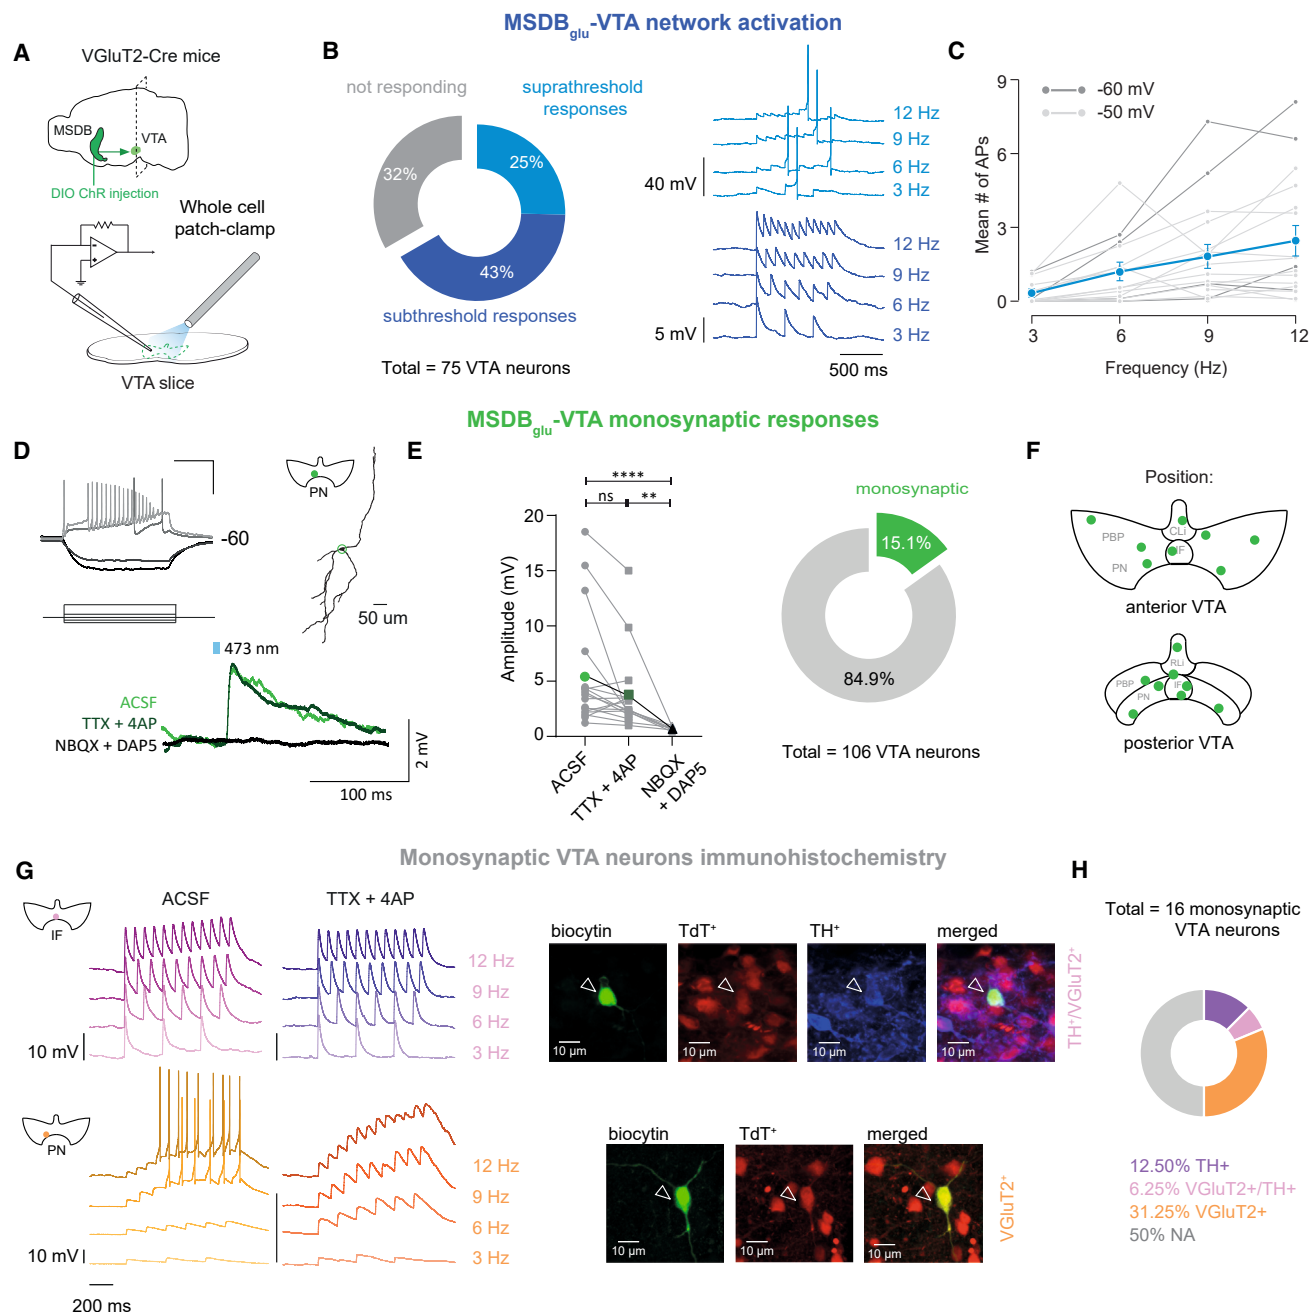 MSDBglu-VTA network activation
A
VGluT2-Cre mice
MSDB
VTA
DIO ChR injection
Whole cell
patch-clamp
VTA slice
B
not responding
suprathreshold
responses
32%
25%
43%
subthreshold responses
Total = 75 VTA neurons
12 Hz
9 Hz
6 Hz
3 Hz
40 mV
12 Hz
9 Hz
6 Hz
3 Hz
5 mV
500 ms
C
-60 mV
-50 mV
Mean # of APs
9
6
3
0
3
6
9
12
Frequency (Hz)
MSDBglu-VTA monosynaptic responses
D
-60
PN
50 um
473 nm
ACSF
TTX + 4AP
NBQX + DAP5
2 mV
100 ms
E
****
ns
**
Amplitude (mV)
20
15
10
5
0
ACSF
TTX + 4AP
NBQX
+ DAP5
monosynaptic
15.1%
84.9%
Total = 106 VTA neurons
F
Position:
PBP
CLi
IF
PN
anterior VTA
RLi
PBP
IF
PN
posterior VTA
Monosynaptic VTA neurons immunohistochemistry
G
ACSF
TTX + 4AP
IF
12 Hz
9 Hz
6 Hz
3 Hz
10 mV
PN
12 Hz
9 Hz
6 Hz
3 Hz
10 mV
200 ms
biocytin
TdT+
TH+
merged
10 µm
10 µm
10 µm
10 µm
TH+/VGluT2+
biocytin
TdT+
merged
10 µm
10 µm
10 µm
VGluT2+
H
Total = 16 monosynaptic
VTA neurons
12.50% TH+
6.25% VGluT2+/TH+
31.25% VGluT2+
50% NA